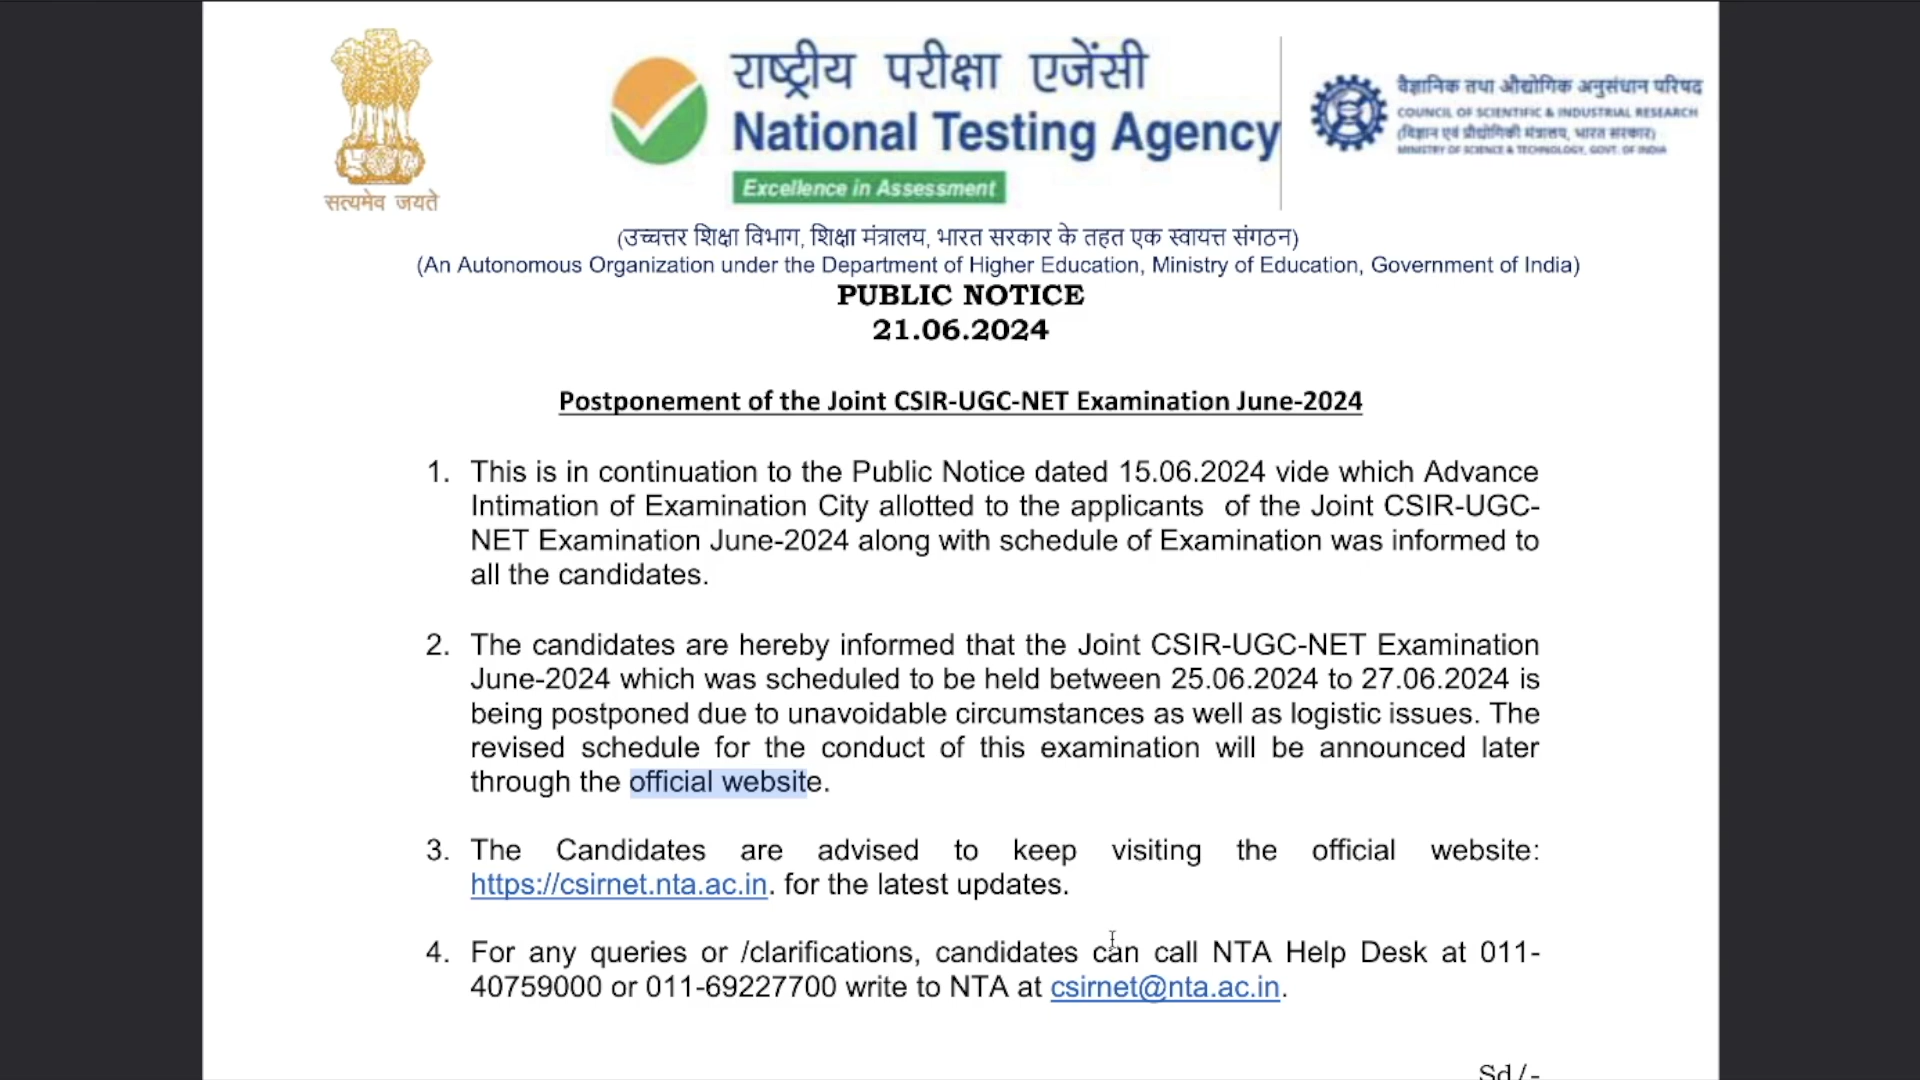 सत्यमेव जयते
राष्ट्रीय परीक्षा एजेंसी
National Testing Agency
Excellence in Assessment
वैज्ञानिक तथा औद्योगिक अनुसंधान परिषद
COUNCIL OF SCIENTIFIC & INDUSTRIAL RESEARCH
(विज्ञान एवं प्रौद्योगिकी मंत्रालय, भारत सरकार)
MINISTRY OF SCIENCE & TECHNOLOGY, GOVT. OF INDIA
(उच्चत्तर शिक्षा विभाग, शिक्षा मंत्रालय, भारत सरकार के तहत एक स्वायत्त संगठन)
(An Autonomous Organization under the Department of Higher Education, Ministry of Education, Government of India)
PUBLIC NOTICE
21.06.2024
Postponement of the Joint CSIR-UGC-NET Examination June-2024
1. This is in continuation to the Public Notice dated 15.06.2024 vide which Advance
Intimation of Examination City allotted to the applicants of the Joint CSIR-UGC-
NET Examination June-2024 along with schedule of Examination was informed to
all the candidates.
2. The candidates are hereby informed that the Joint CSIR-UGC-NET Examination
June-2024 which was scheduled to be held between 25.06.2024 to 27.06.2024 is
being postponed due to unavoidable circumstances as well as logistic issues. The
revised schedule for the conduct of this examination will be announced later
through the official website.
3. The Candidates are advised to keep visiting the official website:
https://csirnet.nta.ac.in. for the latest updates.
4. For any queries or /clarifications, candidates can call NTA Help Desk at 011-
40759000 or 011-69227700 write to NTA at csirnet@nta.ac.in.
Sd/-